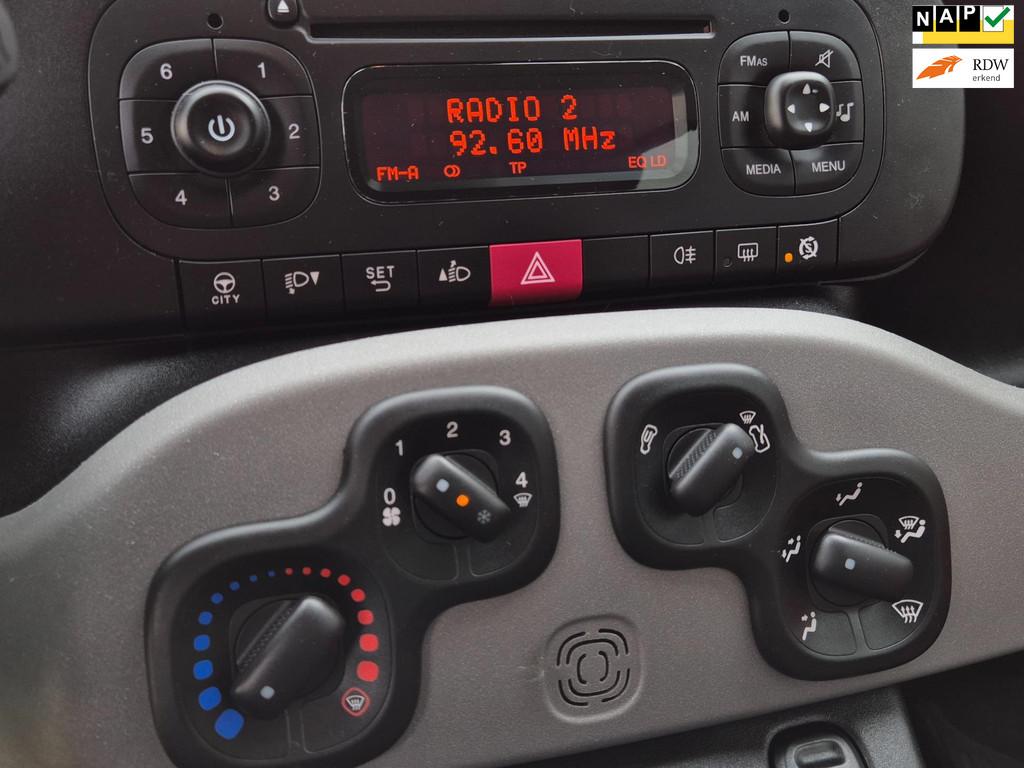 NAP
RDW
erkend
6 1
5 2
4 3
RADIO 2
92.60 MHz
FM-A TP EQ LD
FMAS
AM
MEDIA MENU
CITY
SET
0 1 2 3 4